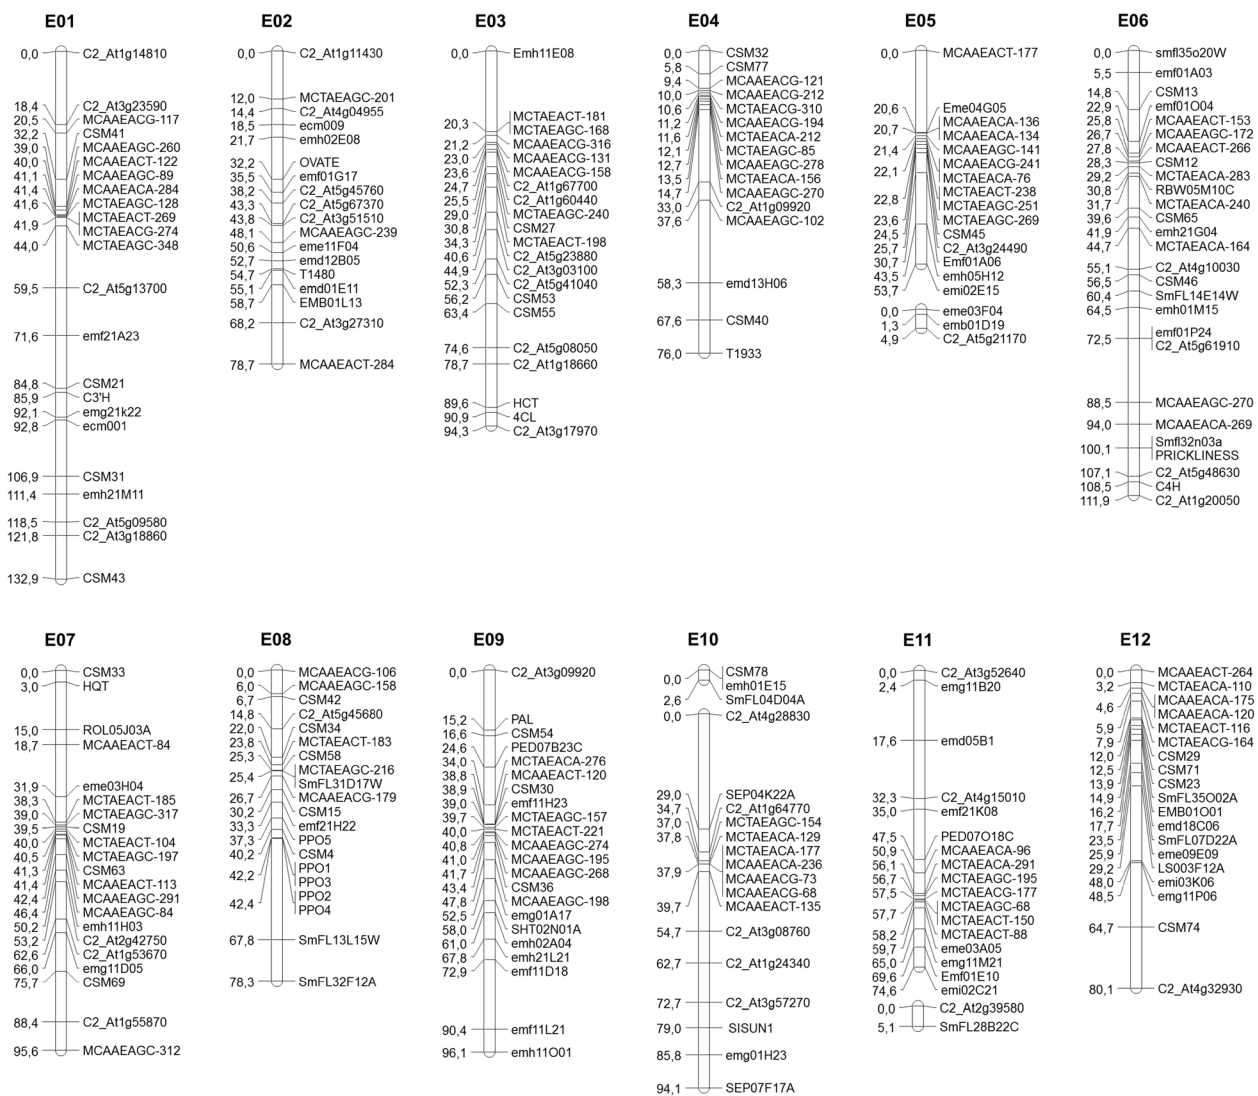 E01
0,0 C2_At1g14810
18,4 C2_At3g23590
20,5 MCAAEACG-117
32,2 CSM41
39,0 MCAAEAGC-260
40,0 MCAAEACT-122
41,1 MCAAEAGC-89
41,4 MCAAEACA-284
41,6 MCTAEAGC-128
41,9 MCTAEACT-269
MCTAEACG-274
44,0 MCTAEAGC-348
59,5 C2_At5g13700
71,6 emf21A23
84,8 CSM21
85,9 C3'H
92,1 emg21k22
92,8 ecm001
106,9 CSM31
111,4 emh21M11
118,5 C2_At5g09580
121,8 C2_At3g18860
132,9 CSM43
E02
0,0 C2_At1g11430
12,0 MCTAEAGC-201
14,4 C2_At4g04955
18,5 ecm009
21,7 emh02E08
32,2 OVATE
35,5 emf01G17
38,2 C2_At5g45760
43,3 C2_At5g67370
43,8 C2_At3g51510
48,1 MCAAEAGC-239
50,6 eme11F04
52,7 emd12B05
54,7 T1480
55,1 emd01E11
58,7 EMB01L13
68,2 C2_At3g27310
78,7 MCAAEACT-284
E03
0,0 Emh11E08
20,3 MCTAEACT-181
MCTAEAGC-168
21,2 MCAAEACG-316
23,0 MCAAEACG-131
23,6 MCAAEACG-158
24,7 C2_At1g67700
25,5 C2_At1g60440
29,0 MCTAEAGC-240
30,8 CSM27
34,3 MCTAEACT-198
40,6 C2_At5g23880
44,9 C2_At3g03100
52,3 C2_At5g41040
56,2 CSM53
63,4 CSM55
74,6 C2_At5g08050
78,7 C2_At1g18660
89,6 HCT
90,9 4CL
94,3 C2_At3g17970
E04
0,0 CSM32
5,8 CSM77
9,4 MCAAEACG-121
10,0 MCAAEACG-212
10,6 MCTAEACG-310
11,2 MCAAEACG-194
11,6 MCTAEACA-212
12,1 MCTAEAGC-85
12,7 MCAAEAGC-278
13,5 MCTAEACA-156
14,7 MCAAEAGC-270
33,0 C2_At1g09920
37,6 MCAAEAGC-102
58,3 emd13H06
67,6 CSM40
76,0 T1933
E05
0,0 MCAAEACT-177
20,6 Eme04G05
20,7 MCAAEACA-136
MCAAEACA-134
21,4 MCAAEAGC-141
22,1 MCAAEACG-241
MCTAEACA-76
22,8 MCTAEACT-238
MCTAEAGC-251
23,6 MCTAEAGC-269
24,5 CSM45
25,7 C2_At3g24490
30,7 Emf01A06
43,5 emh05H12
53,7 emi02E15
0,0 eme03F04
1,3 emb01D19
4,9 C2_At5g21170
E06
0,0 smfl35o20W
5,5 emf01A03
14,8 CSM13
22,9 emf01O04
25,8 MCAAEACT-153
26,7 MCAAEAGC-172
27,8 MCTAEACT-266
28,3 CSM12
29,2 MCTAEACA-283
30,8 RBW05M10C
31,7 MCTAEACA-240
39,6 CSM65
41,9 emh21G04
44,7 MCTAEACA-164
55,1 C2_At4g10030
56,5 CSM46
60,4 SmFL14E14W
64,5 emh01M15
72,5 emf01P24
C2_At5g61910
88,5 MCAAEAGC-270
94,0 MCAAEACA-269
100,1 Smfl32n03a
PRICKLINESS
107,1 C2_At5g48630
108,5 C4H
111,9 C2_At1g20050
E07
0,0 CSM33
3,0 HQT
15,0 ROL05J03A
18,7 MCAAEACT-84
31,9 eme03H04
38,3 MCTAEACT-185
39,0 MCTAEAGC-317
39,5 CSM19
40,0 MCTAEACT-104
40,5 MCTAEAGC-197
41,3 CSM63
41,4 MCAAEACT-113
42,4 MCAAEAGC-291
46,4 MCAAEAGC-84
50,2 emh11H03
53,2 C2_At2g42750
62,6 C2_At1g53670
66,0 emg11D05
75,7 CSM69
88,4 C2_At1g55870
95,6 MCAAEAGC-312
E08
0,0 MCAAEACG-106
6,0 MCAAEAGC-158
6,7 CSM42
14,8 C2_At5g45680
22,0 CSM34
23,8 MCTAEACT-183
25,3 CSM58
25,4 MCTAEAGC-216
SmFL31D17W
26,7 MCAAEACG-179
30,2 CSM15
33,3 emf21H22
37,3 PPO5
40,2 CSM4
42,2 PPO1
PPO3
42,4 PPO2
PPO4
67,8 SmFL13L15W
78,3 SmFL32F12A
E09
0,0 C2_At3g09920
15,2 PAL
16,6 CSM54
24,6 PED07B23C
34,0 MCTAEACA-276
38,8 MCAAEACT-120
38,9 CSM30
39,0 emf11H23
39,7 MCTAEAGC-157
40,0 MCTAEACT-221
40,8 MCAAEAGC-274
41,0 MCAAEAGC-195
41,7 MCAAEAGC-268
43,4 CSM36
47,8 MCAAEAGC-198
52,5 emg01A17
58,0 SHT02N01A
61,0 emh02A04
67,8 emh21L21
72,9 emf11D18
90,4 emf11L21
96,1 emh11O01
E10
0,0 CSM78
emh01E15
2,6 SmFL04D04A
0,0 C2_At4g28830
29,0 SEP04K22A
34,7 C2_At1g64770
37,0 MCTAEAGC-154
37,8 MCTAEACA-129
37,9 MCTAEACA-177
MCAAEACA-236
MCAAEACG-73
MCAAEACG-68
39,7 MCAAEACT-135
54,7 C2_At3g08760
62,7 C2_At1g24340
72,7 C2_At3g57270
79,0 SlSUN1
85,8 emg01H23
94,1 SEP07F17A
E11
0,0 C2_At3g52640
2,4 emg11B20
17,6 emd05B1
32,3 C2_At4g15010
35,0 emf21K08
47,5 PED07O18C
50,9 MCAAEACA-96
56,1 MCTAEACA-291
56,7 MCTAEAGC-195
57,5 MCTAEACG-177
57,7 MCTAEAGC-68
MCTAEACT-150
58,2 MCTAEACT-88
59,7 eme03A05
65,0 emg11M21
69,6 Emf01E10
74,6 emi02C21
0,0 C2_At2g39580
5,1 SmFL28B22C
E12
0,0 MCAAEACT-264
3,2 MCTAEACA-110
4,6 MCAAEACA-175
MCAAEACA-120
5,9 MCTAEACT-116
7,9 MCTAEACG-164
12,0 CSM29
12,5 CSM71
13,9 CSM23
14,9 SmFL35O02A
16,2 EMB01O01
17,7 emd18C06
23,5 SmFL07D22A
25,9 eme09E09
29,2 LS003F12A
48,0 emi03K06
48,5 emg11P06
64,7 CSM74
80,1 C2_At4g32930